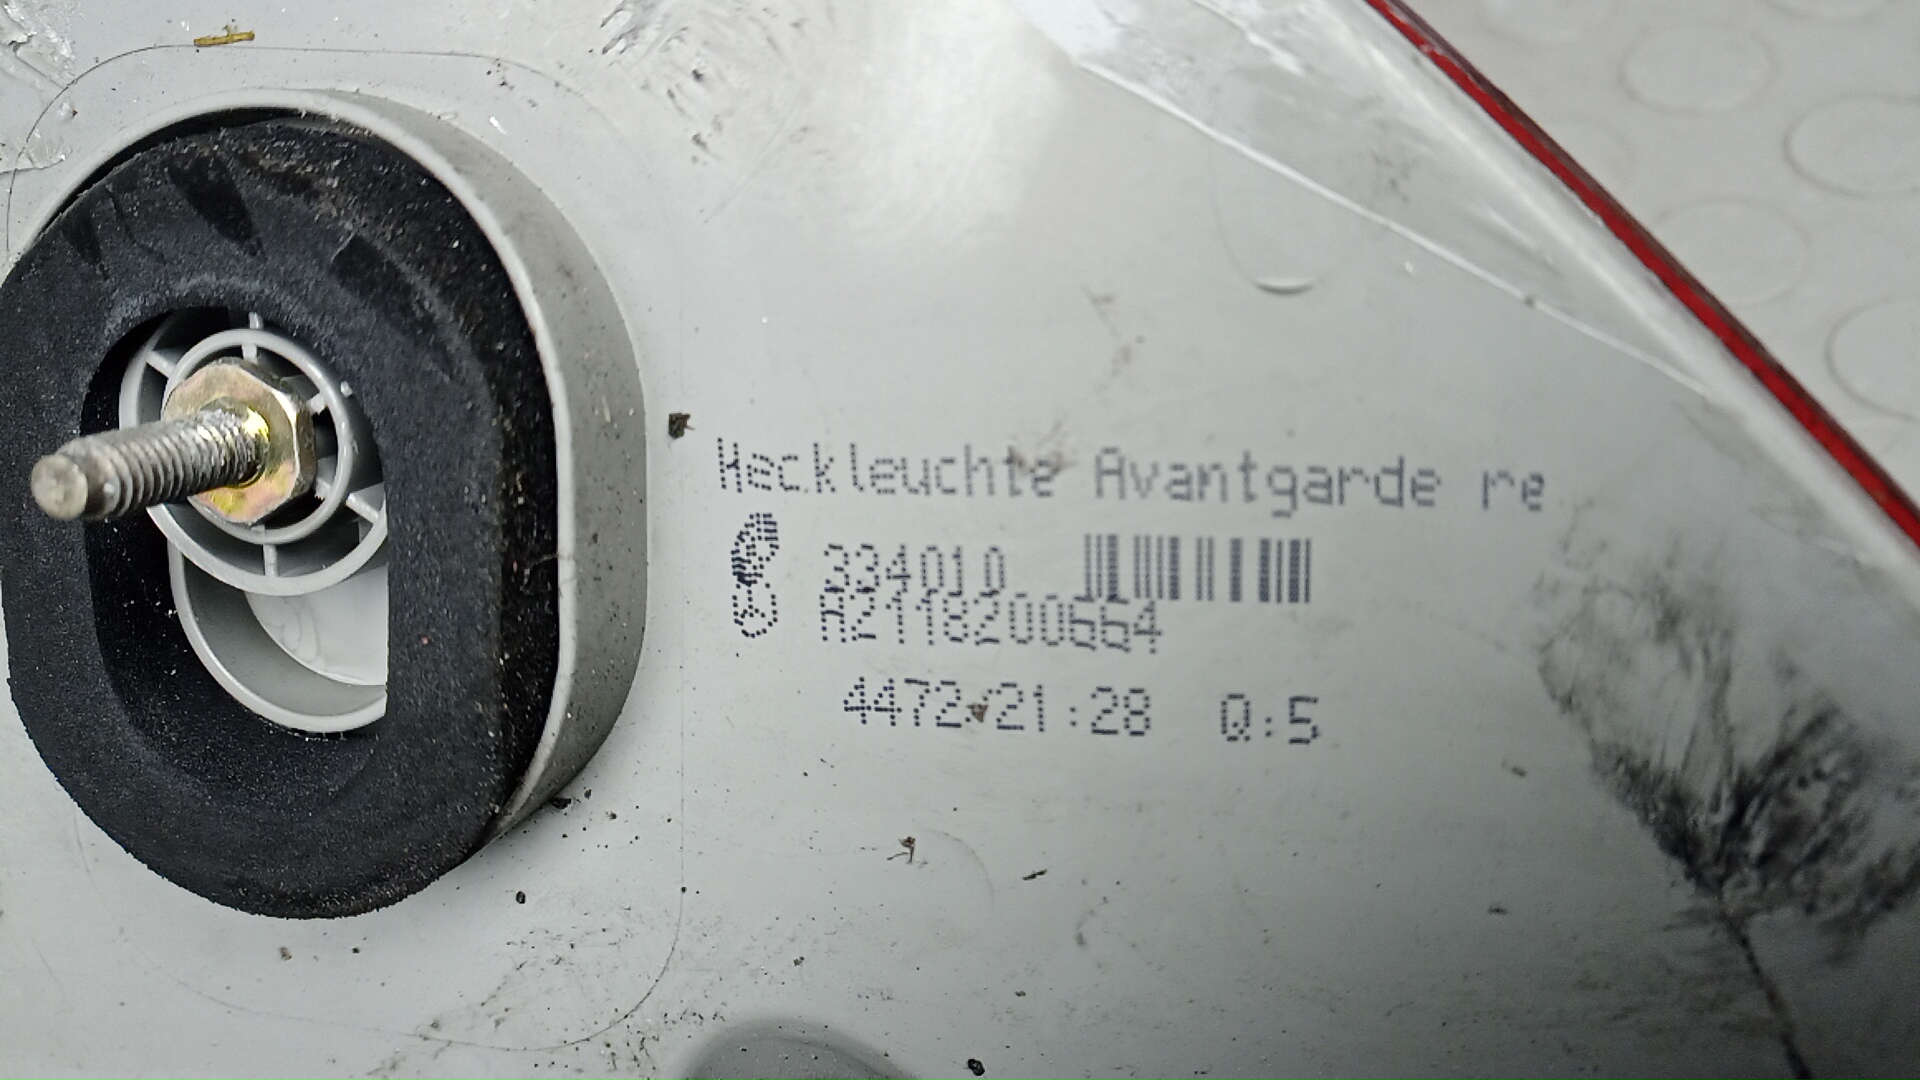 Heckleuchte Avantgarde re
334010
A2118200664
4472/21:28 Q:5